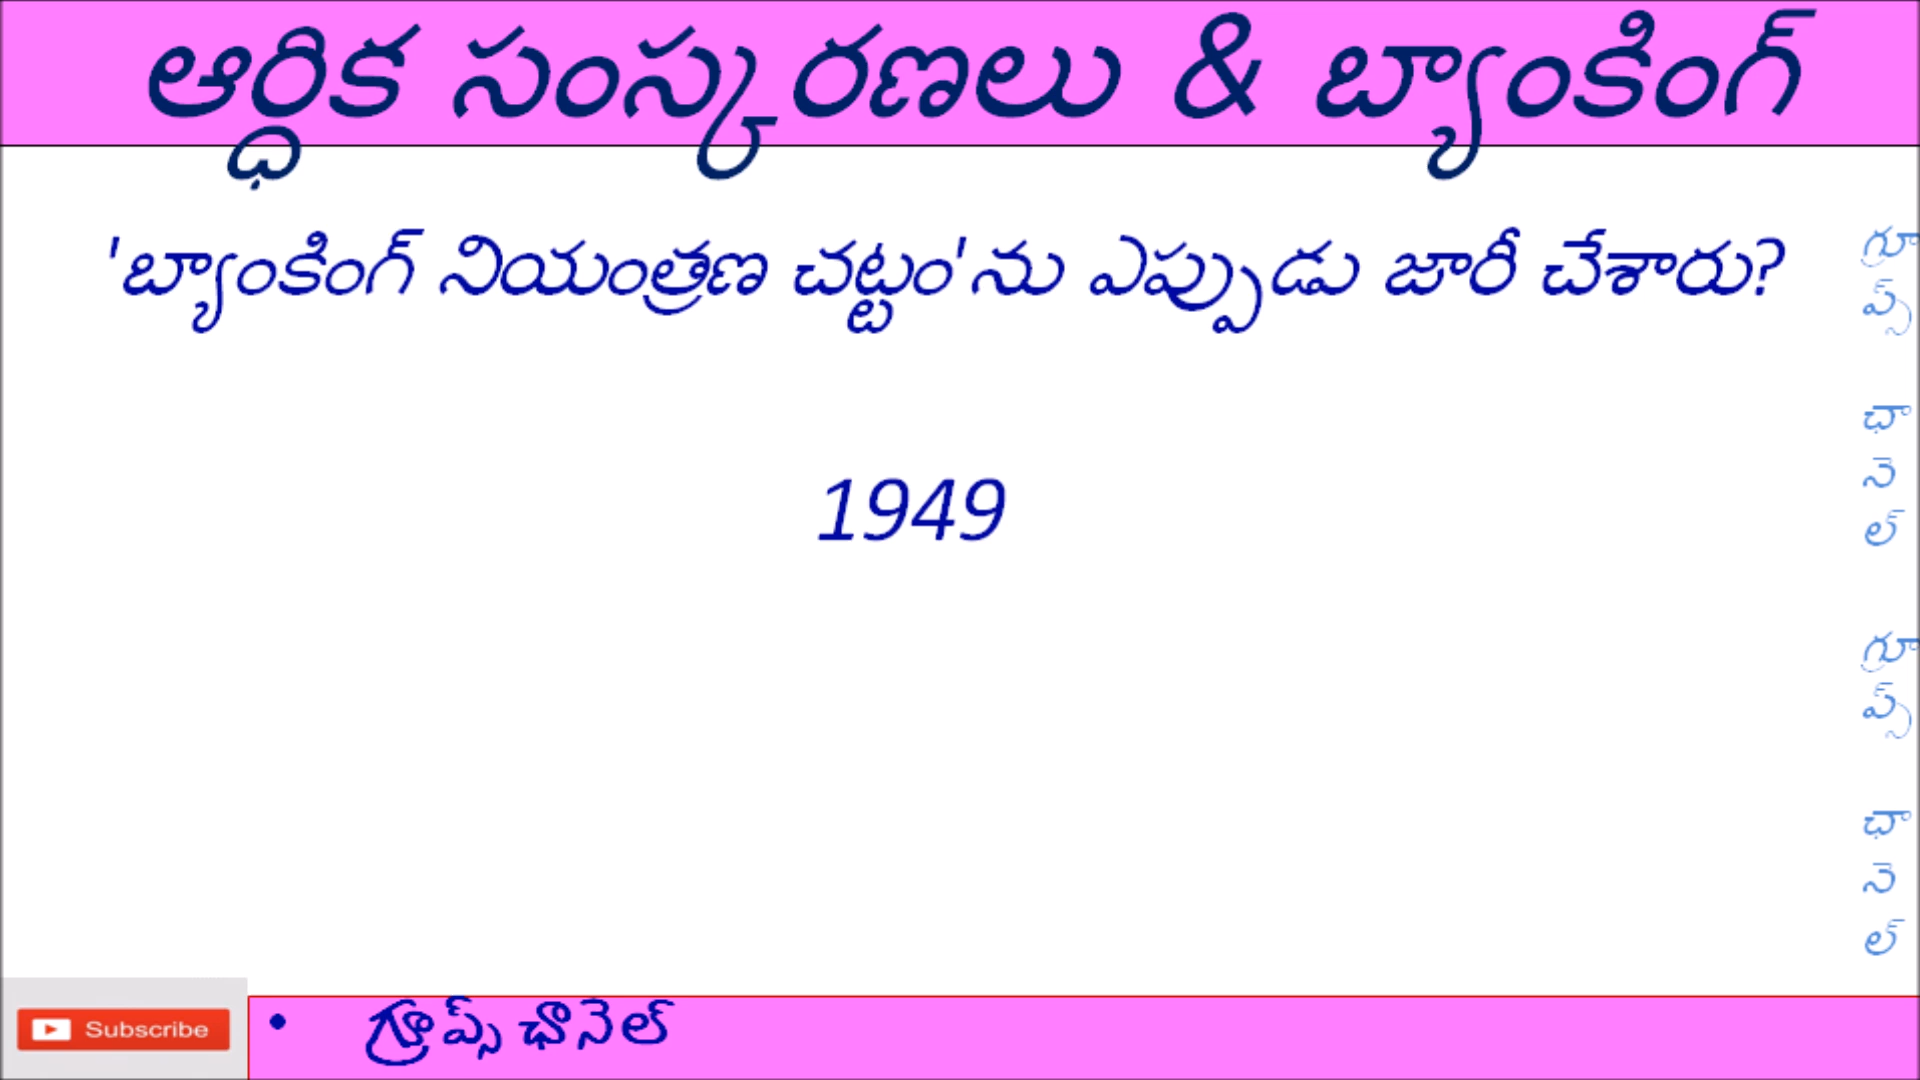 ఆర్ధిక సంస్కరణలు & బ్యాంకింగ్
'బ్యాంకింగ్ నియంత్రణ చట్టం'ను ఎప్పుడు జారీ చేశారు?
1949
గ్రూ
ప్స్
ఛా
నె
ల్
గ్రూ
ప్స్
ఛా
నె
ల్
Subscribe
• గ్రూప్స్ ఛానెల్